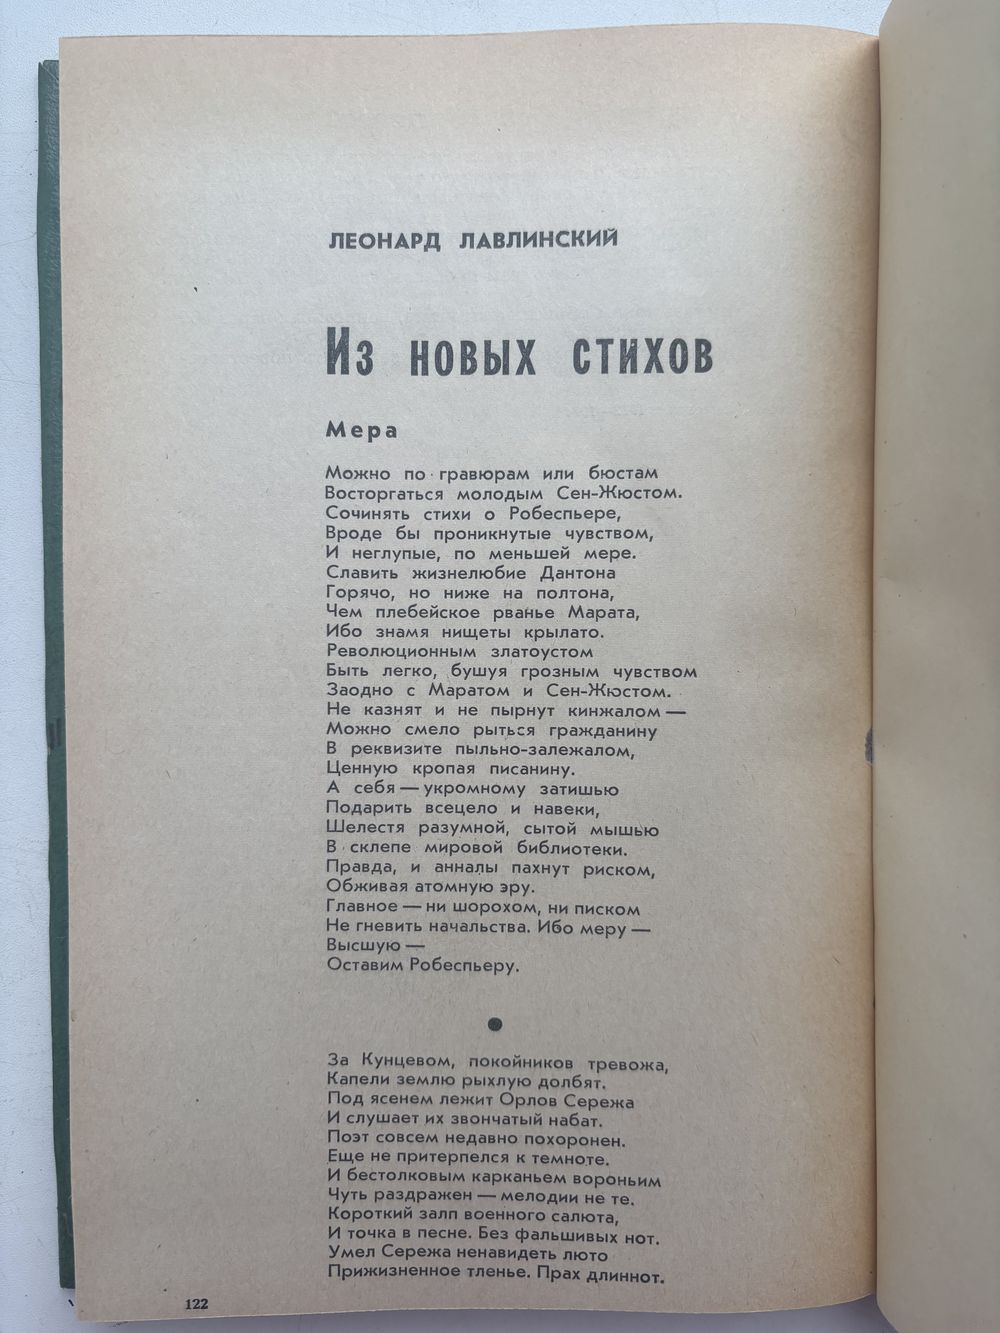 ЛЕОНАРД ЛАВЛИНСКИЙ
Из новых стихов
Мера
Можно по гравюрам или бюстам
Восторгаться молодым Сен-Жюстом.
Сочинять стихи о Робеспьере,
Вроде бы проникнутые чувством,
И неглупые, по меньшей мере.
Славить жизнелюбие Дантона
Горячо, но ниже на полтона,
Чем плебейское рванье Марата,
Ибо знамя нищеты крылато.
Революционным златоустом
Быть легко, бушуя грозным чувством
Заодно с Маратом и Сен-Жюстом.
Не казнят и не пырнут кинжалом —
Можно смело рыться гражданину
В реквизите пыльно-залежалом,
Ценную кропая писанину.
А себя — укромному затишью
Подарить всецело и навеки,
Шелестя разумной, сытой мышью
В склепе мировой библиотеки.
Правда, и анналы пахнут риском,
Обживая атомную эру.
Главное — ни шорохом, ни писком
Не гневить начальства. Ибо меру —
Высшую —
Оставим Робеспьеру.
●
За Кунцевом, покойников тревожа,
Капели землю рыхлую долбят.
Под ясенем лежит Орлов Сережа
И слушает их звончатый набат.
Поэт совсем недавно похоронен.
Еще не притерпелся к темноте.
И бестолковым карканьем вороньим
Чуть раздражен — мелодии не те.
Короткий залп военного салюта,
И точка в песне. Без фальшивых нот.
Умел Сережа ненавидеть люто
Прижизненное тленье. Прах длиннот.
122